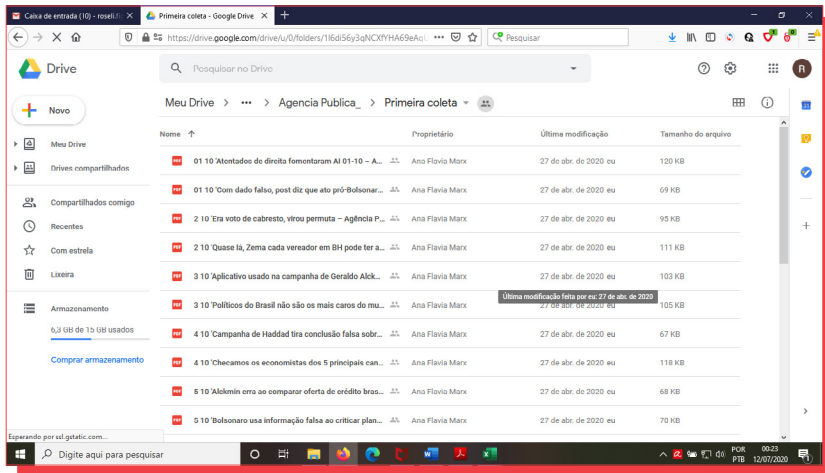 Caixa de entrada (10) - roseli.fi
Primeira coleta - Google Drive
https://drive.google.com/drive/u/0/folders/1I6di56y3qNCXfYHA69eAq
Pesquisar
Drive
Pesquisar no Drive
R
Novo
Meu Drive > ... > Agencia Publica_ > Primeira coleta
Nome Proprietário Última modificação Tamanho do arquivo
Meu Drive
Drives compartilhados
Compartilhados comigo
Recentes
Com estrela
Lixeira
Armazenamento
6,3 GB de 15 GB usados
Comprar armazenamento
01 10 'Atentados de direita fomentaram AI 01-10 – A... Ana Flavia Marx 27 de abr. de 2020 eu 120 KB
01 10 'Com dado falso, post diz que ato pró-Bolsonar... Ana Flavia Marx 27 de abr. de 2020 eu 69 KB
2 10 'Era voto de cabresto, virou permuta – Agência P... Ana Flavia Marx 27 de abr. de 2020 eu 95 KB
2 10 'Quase lá, Zema cada vereador em BH pode ter a... Ana Flavia Marx 27 de abr. de 2020 eu 111 KB
3 10 'Aplicativo usado na campanha de Geraldo Alck... Ana Flavia Marx 27 de abr. de 2020 eu 103 KB
Última modificação feita por eu: 27 de abr. de 2020
3 10 'Políticos do Brasil não são os mais caros do mu... Ana Flavia Marx 27 de abr. de 2020 eu 105 KB
4 10 'Campanha de Haddad tira conclusão falsa sobr... Ana Flavia Marx 27 de abr. de 2020 eu 67 KB
4 10 'Checamos os economistas dos 5 principais can... Ana Flavia Marx 27 de abr. de 2020 eu 118 KB
5 10 'Alckmin erra ao comparar oferta de crédito bras... Ana Flavia Marx 27 de abr. de 2020 eu 68 KB
5 10 'Bolsonaro usa informação falsa ao criticar plan... Ana Flavia Marx 27 de abr. de 2020 eu 70 KB
Esperando por ssl.gstatic.com...
Digite aqui para pesquisar
POR
PTB
00:23
12/07/2020